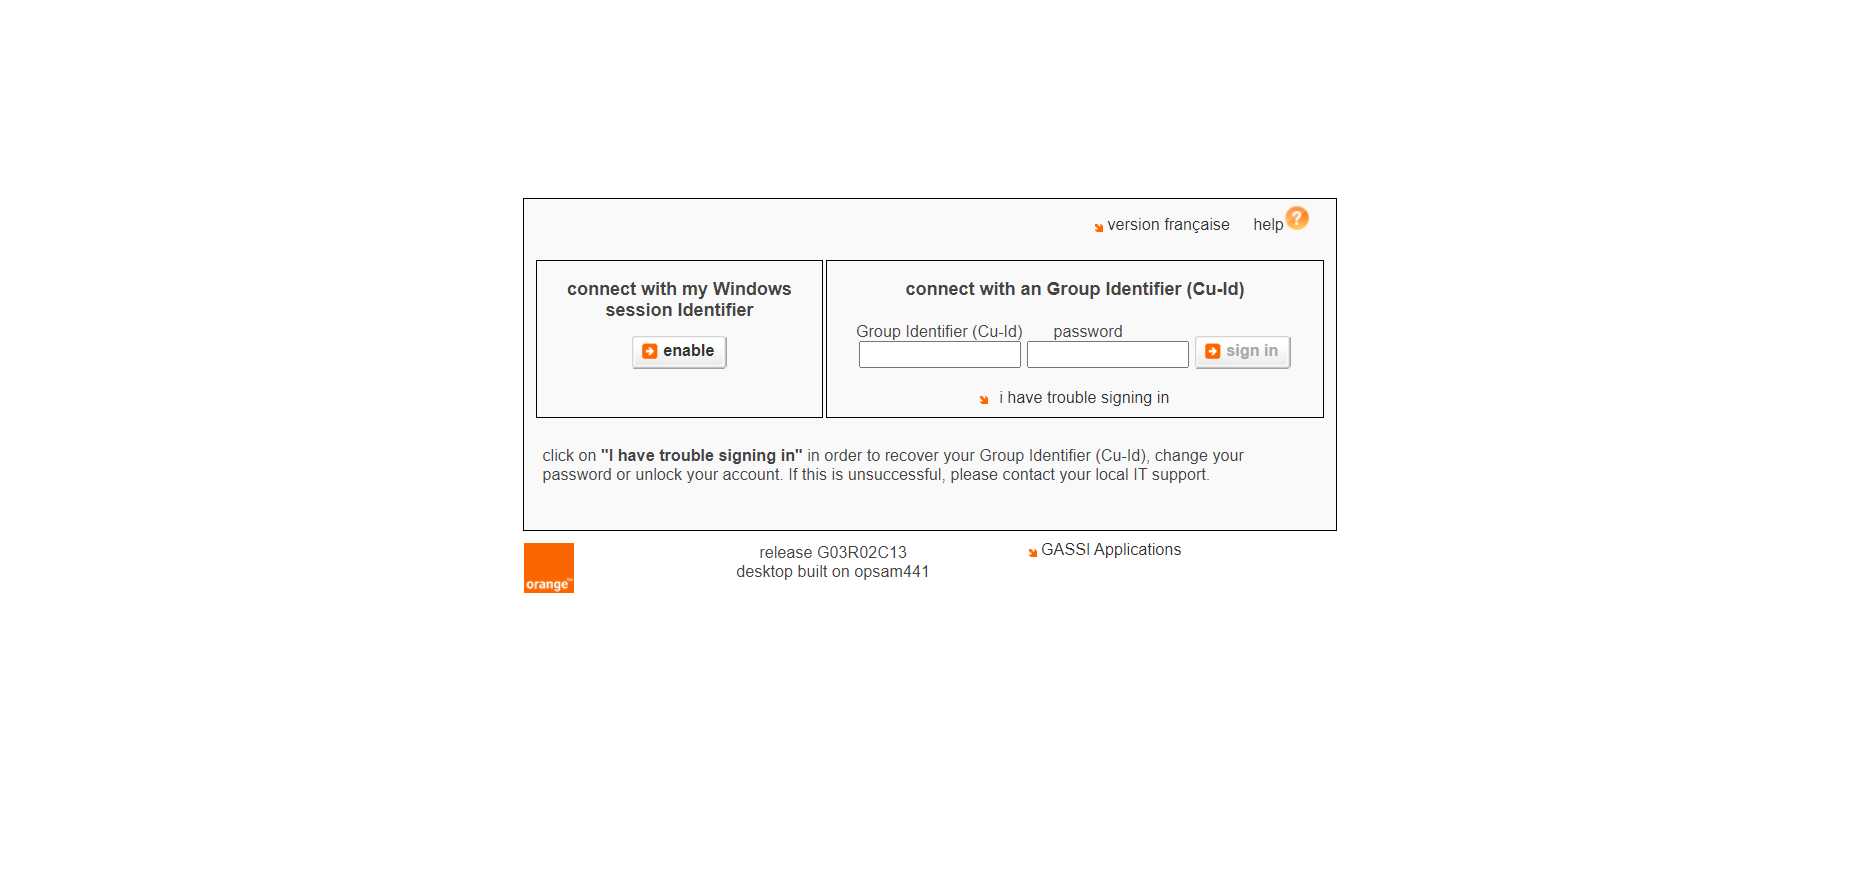 version française help ?
connect with my Windows
session Identifier
enable
connect with an Group Identifier (Cu-Id)
Group Identifier (Cu-Id) password
sign in
i have trouble signing in
click on "I have trouble signing in" in order to recover your Group Identifier (Cu-Id), change your
password or unlock your account. If this is unsuccessful, please contact your local IT support.
orange™
release G03R02C13
desktop built on opsam441
GASSI Applications